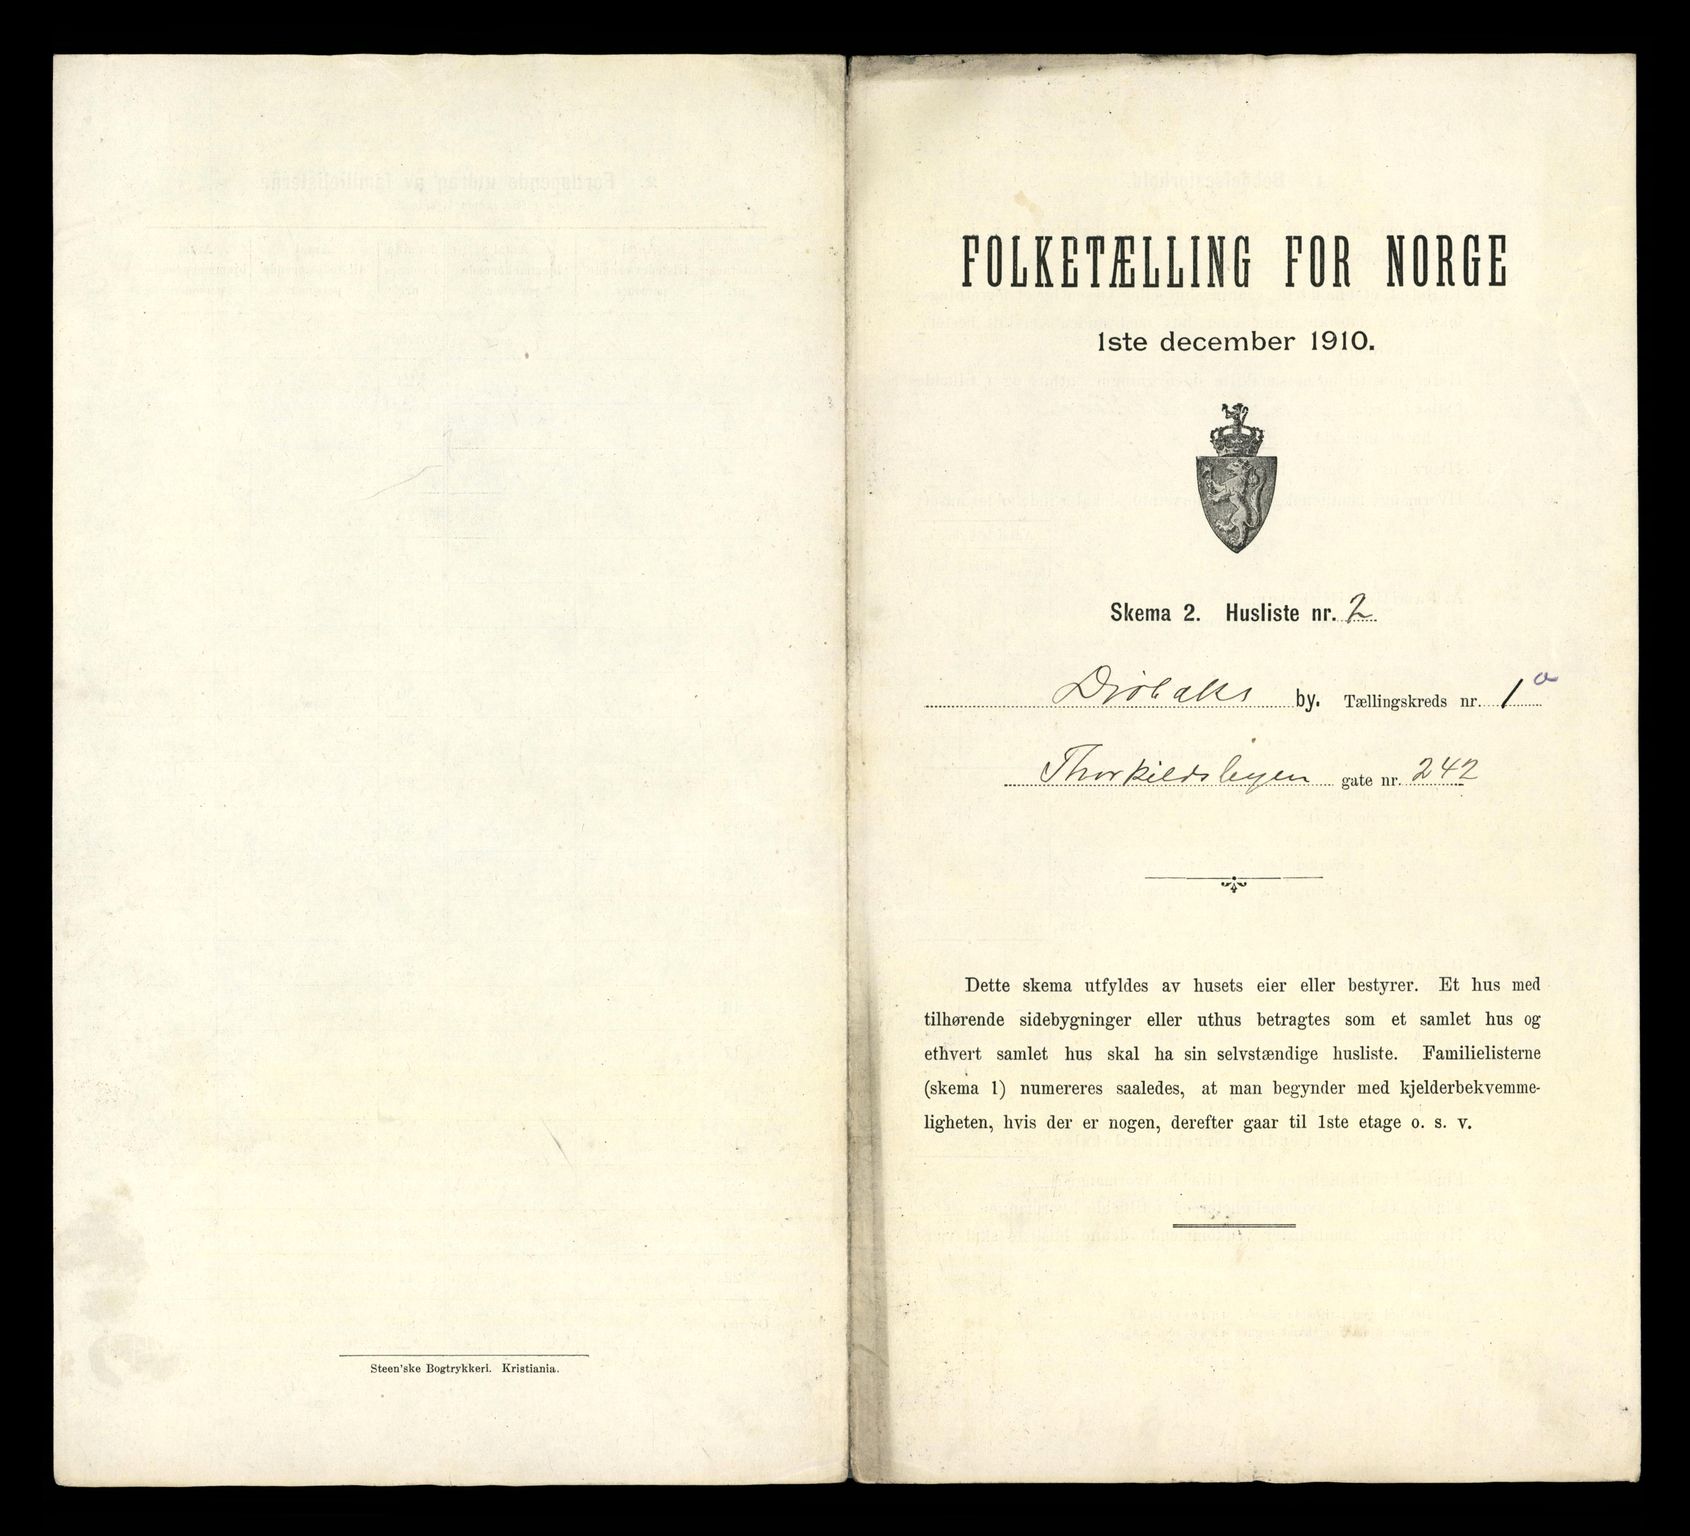 FOLKETÆLLING FOR NORGE
1ste december 1910.
Skema 2. Husliste nr. 2
Drøbaks by. Tællingskreds nr. 1 a
Thorkildsbyen gate nr. 242
Dette skema utfyldes av husets eier eller bestyrer. Et hus med
tilhørende sidebygninger eller uthus betragtes som et samlet hus og
ethvert samlet hus skal ha sin selvstændige husliste. Familielisterne
(skema 1) numereres saaledes, at man begynder med kjelderbekvemme-
ligheten, hvis der er nogen, derefter gaar til 1ste etage o. s. v.
Steen'ske Bogtrykkeri. Kristiania.